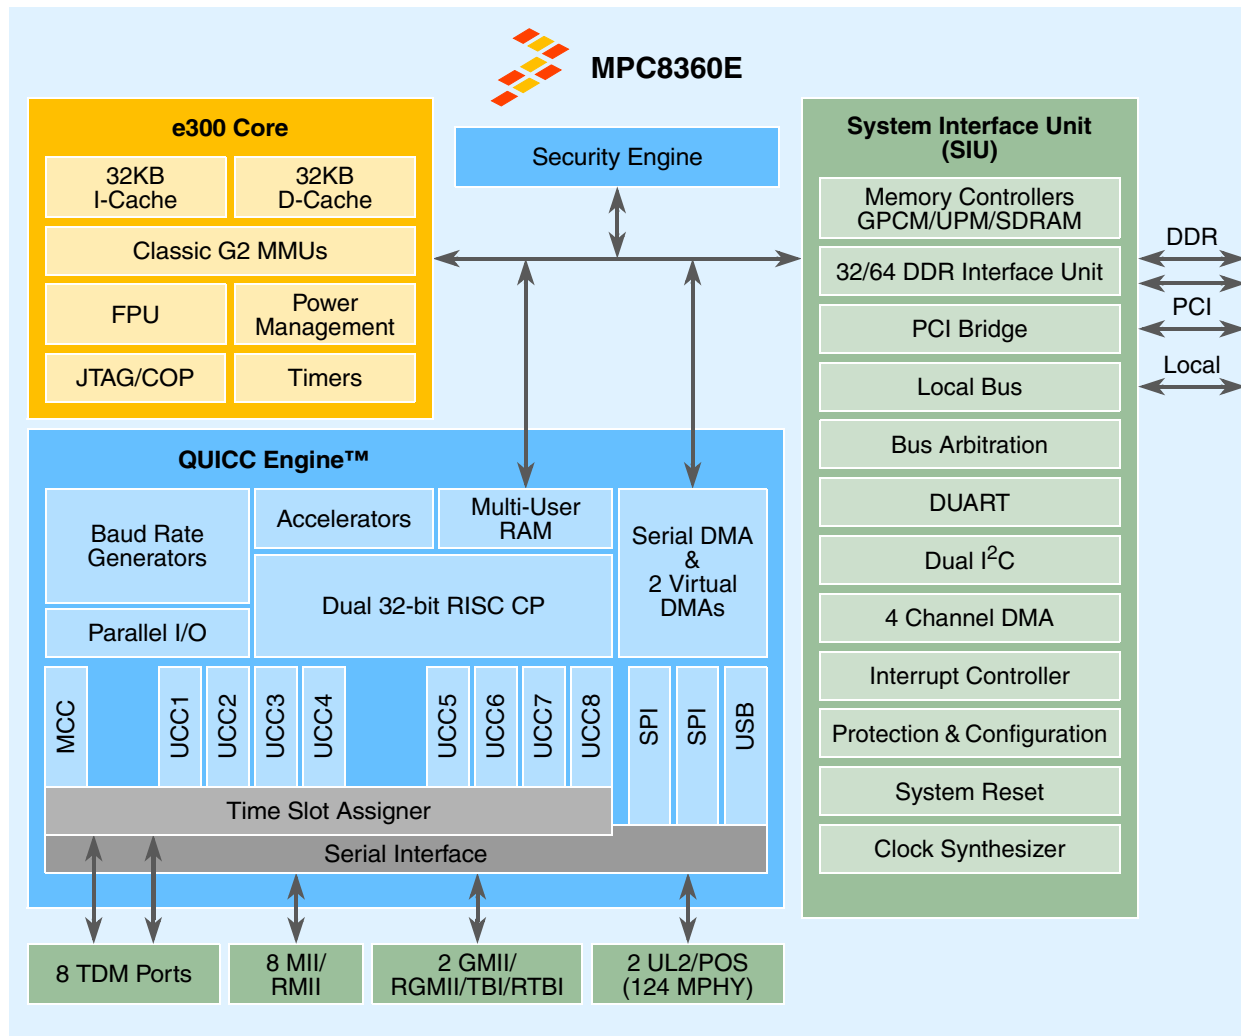 MPC8360E
e300 Core
32KB
I-Cache
32KB
D-Cache
Classic G2 MMUs
FPU
Power
Management
JTAG/COP
Timers
Security Engine
System Interface Unit
(SIU)
Memory Controllers
GPCM/UPM/SDRAM
32/64 DDR Interface Unit
PCI Bridge
Local Bus
Bus Arbitration
DUART
Dual I²C
4 Channel DMA
Interrupt Controller
Protection & Configuration
System Reset
Clock Synthesizer
DDR
PCI
Local
QUICC Engine™
Baud Rate
Generators
Accelerators
Multi-User
RAM
Serial DMA
&
2 Virtual
DMAs
Dual 32-bit RISC CP
Parallel I/O
MCC
UCC1
UCC2
UCC3
UCC4
UCC5
UCC6
UCC7
UCC8
SPI
SPI
USB
Time Slot Assigner
Serial Interface
8 TDM Ports
8 MII/
RMII
2 GMII/
RGMII/TBI/RTBI
2 UL2/POS
(124 MPHY)